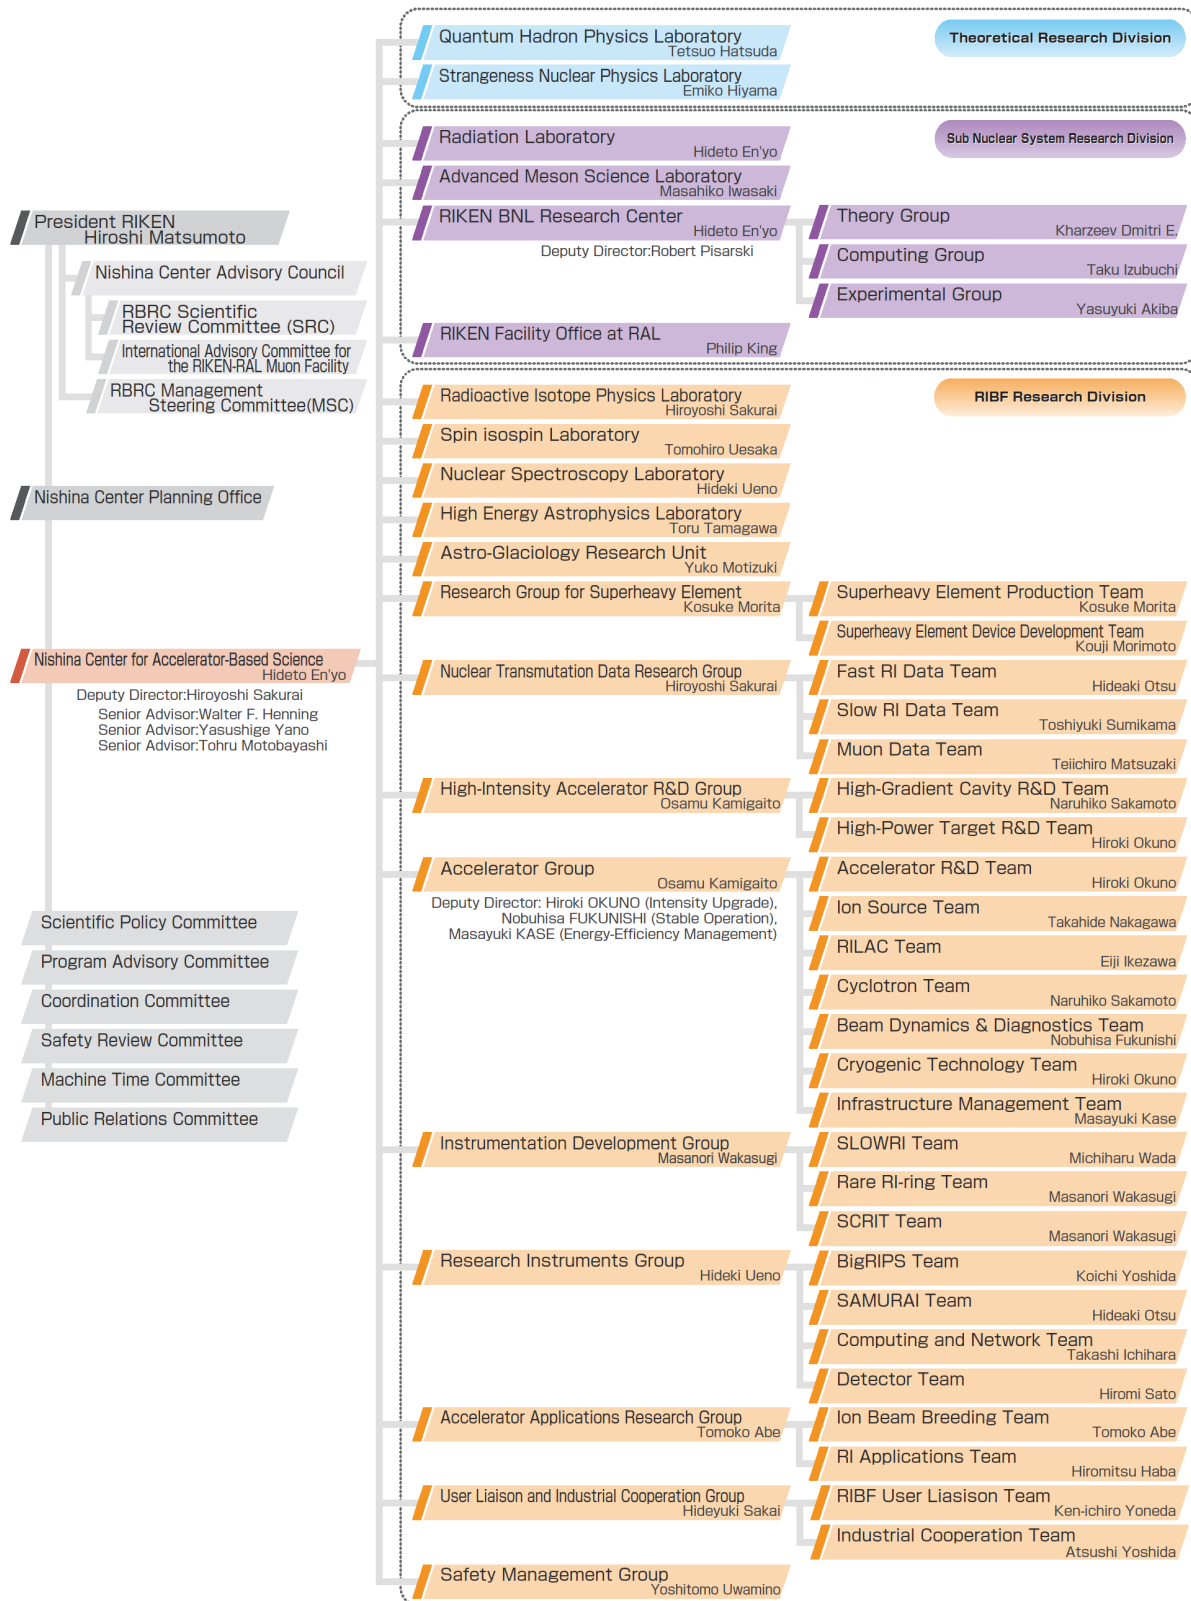 Theoretical Research Division
Quantum Hadron Physics Laboratory
Tetsuo Hatsuda
Strangeness Nuclear Physics Laboratory
Emiko Hiyama
Sub Nuclear System Research Division
Radiation Laboratory
Hideto En'yo
Advanced Meson Science Laboratory
Masahiko Iwasaki
RIKEN BNL Research Center
Hideto En'yo
Deputy Director:Robert Pisarski
Theory Group
Kharzeev Dmitri E.
Computing Group
Taku Izubuchi
Experimental Group
Yasuyuki Akiba
RIKEN Facility Office at RAL
Philip King
President RIKEN
Hiroshi Matsumoto
Nishina Center Advisory Council
RBRC Scientific
Review Committee (SRC)
International Advisory Committee for
the RIKEN-RAL Muon Facility
RBRC Management
Steering Committee(MSC)
Nishina Center Planning Office
Nishina Center for Accelerator-Based Science
Hideto En'yo
Deputy Director:Hiroyoshi Sakurai
Senior Advisor:Walter F. Henning
Senior Advisor:Yasushige Yano
Senior Advisor:Tohru Motobayashi
Scientific Policy Committee
Program Advisory Committee
Coordination Committee
Safety Review Committee
Machine Time Committee
Public Relations Committee
RIBF Research Division
Radioactive Isotope Physics Laboratory
Hiroyoshi Sakurai
Spin isospin Laboratory
Tomohiro Uesaka
Nuclear Spectroscopy Laboratory
Hideki Ueno
High Energy Astrophysics Laboratory
Toru Tamagawa
Astro-Glaciology Research Unit
Yuko Motizuki
Research Group for Superheavy Element
Kosuke Morita
Superheavy Element Production Team
Kosuke Morita
Superheavy Element Device Development Team
Kouji Morimoto
Nuclear Transmutation Data Research Group
Hiroyoshi Sakurai
Fast RI Data Team
Hideaki Otsu
Slow RI Data Team
Toshiyuki Sumikama
Muon Data Team
Teiichiro Matsuzaki
High-Intensity Accelerator R&D Group
Osamu Kamigaito
High-Gradient Cavity R&D Team
Naruhiko Sakamoto
High-Power Target R&D Team
Hiroki Okuno
Accelerator Group
Osamu Kamigaito
Deputy Director: Hiroki OKUNO (Intensity Upgrade),
Nobuhisa FUKUNISHI (Stable Operation),
Masayuki KASE (Energy-Efficiency Management)
Accelerator R&D Team
Hiroki Okuno
Ion Source Team
Takahide Nakagawa
RILAC Team
Eiji Ikezawa
Cyclotron Team
Naruhiko Sakamoto
Beam Dynamics & Diagnostics Team
Nobuhisa Fukunishi
Cryogenic Technology Team
Hiroki Okuno
Infrastructure Management Team
Masayuki Kase
Instrumentation Development Group
Masanori Wakasugi
SLOWRI Team
Michiharu Wada
Rare RI-ring Team
Masanori Wakasugi
SCRIT Team
Masanori Wakasugi
Research Instruments Group
Hideki Ueno
BigRIPS Team
Koichi Yoshida
SAMURAI Team
Hideaki Otsu
Computing and Network Team
Takashi Ichihara
Detector Team
Hiromi Sato
Accelerator Applications Research Group
Tomoko Abe
Ion Beam Breeding Team
Tomoko Abe
RI Applications Team
Hiromitsu Haba
User Liaison and Industrial Cooperation Group
Hideyuki Sakai
RIBF User Liasison Team
Ken-ichiro Yoneda
Industrial Cooperation Team
Atsushi Yoshida
Safety Management Group
Yoshitomo Uwamino